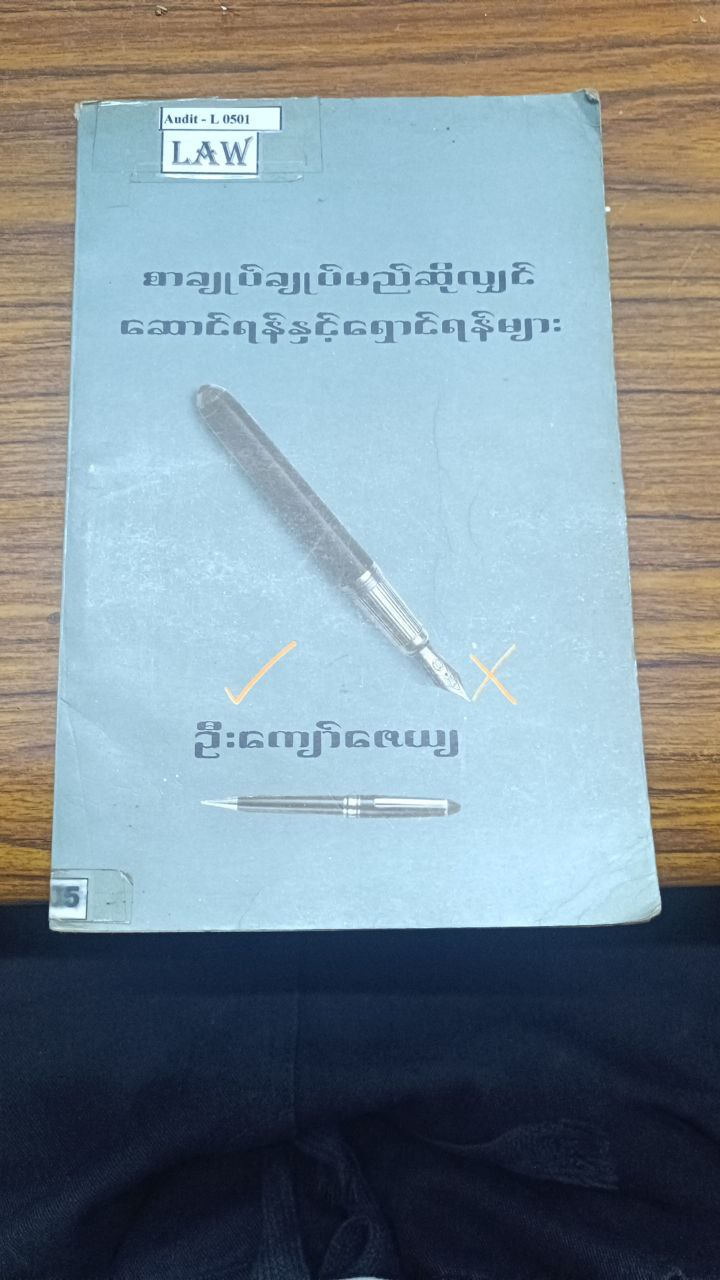 Audit - L 0501
LAW
စာချုပ်ချုပ်မည်ဆိုလျှင်
ဆောင်ရန်နှင့်ရှောင်ရန်များ
ဦးကျော်ဇေယျ
15